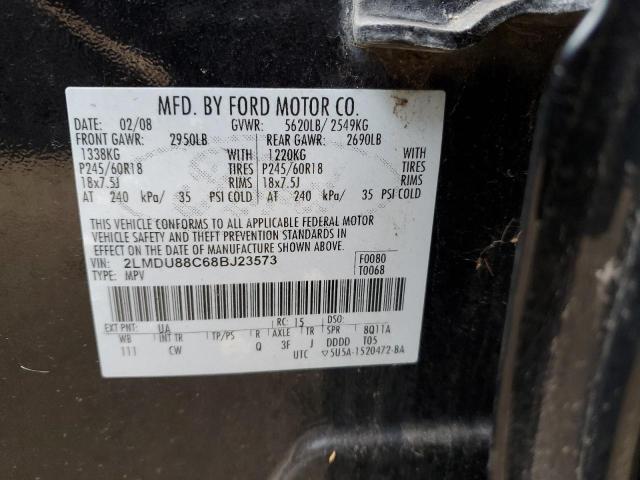 MFD. BY FORD MOTOR CO.
DATE: 02/08 GVWR: 5620LB/ 2549KG
FRONT GAWR: 2950LB REAR GAWR: 2690LB
1338KG WITH 1220KG WITH
P245/60R18 TIRES P245/60R18 TIRES
18x7.5J RIMS 18x7.5J RIMS
AT 240 kPa/ 35 PSI COLD AT 240 kPa/ 35 PSI COLD
THIS VEHICLE CONFORMS TO ALL APPLICABLE FEDERAL MOTOR
VEHICLE SAFETY AND THEFT PREVENTION STANDARDS IN
EFFECT ON THE DATE OF MANUFACTURE SHOWN ABOVE.
VIN: 2LMDU88C68BJ23573 F0080
TYPE: MPV T0068
EXT PNT: UA RC: 15 DSO:
WB INT TR TP/PS R AXLE TR SPR 8Q11A
111 CW Q 3F J DDDD T05
UTC ▽5U5A-1520472-BA